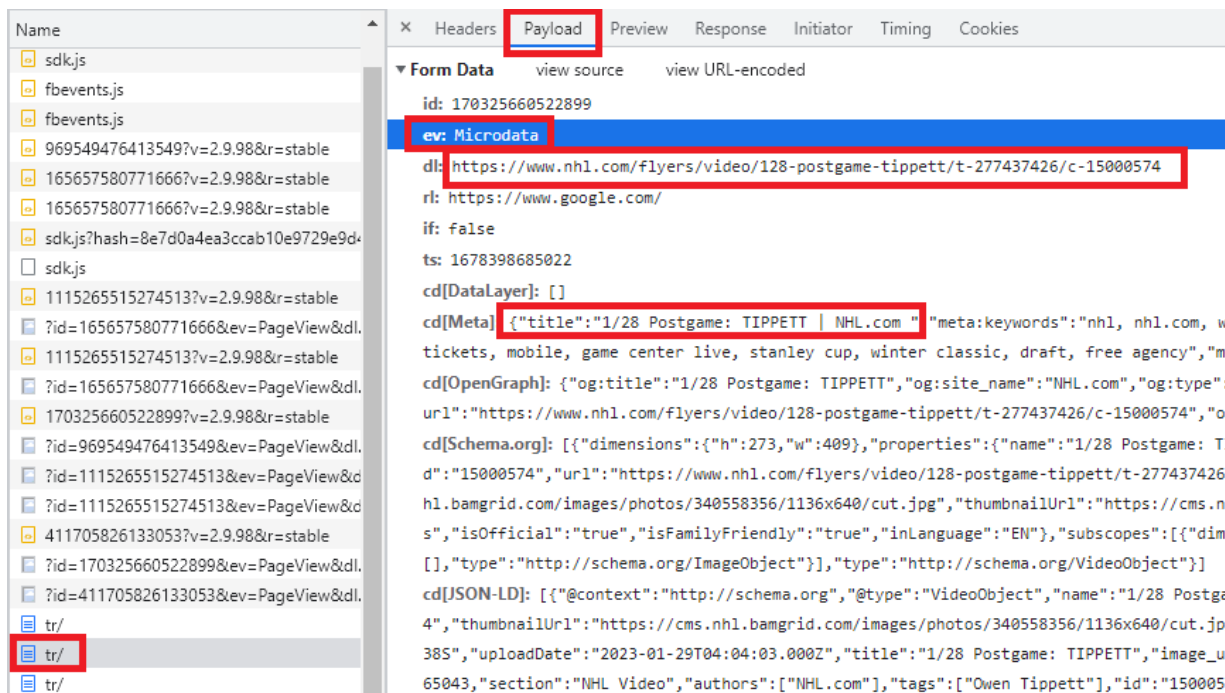 Name
sdk.js
fbevents.js
fbevents.js
969549476413549?v=2.9.98&r=stable
165657580771666?v=2.9.98&r=stable
165657580771666?v=2.9.98&r=stable
sdk.js?hash=8e7d0a4ea3ccab10e9729e9d
sdk.js
1115265515274513?v=2.9.98&r=stable
?id=165657580771666&ev=PageView&dl.
1115265515274513?v=2.9.98&r=stable
?id=165657580771666&ev=PageView&dl.
170325660522899?v=2.9.98&r=stable
?id=969549476413549&ev=PageView&dl.
?id=1115265515274513&ev=PageView&d
?id=1115265515274513&ev=PageView&d
411705826133053?v=2.9.98&r=stable
?id=170325660522899&ev=PageView&dl.
?id=411705826133053&ev=PageView&dl.
tr/
tr/
tr/
× Headers Payload Preview Response Initiator Timing Cookies
Form Data view source view URL-encoded
id: 170325660522899
ev: Microdata
dl: https://www.nhl.com/flyers/video/128-postgame-tippett/t-277437426/c-15000574
rl: https://www.google.com/
if: false
ts: 1678398685022
cd[DataLayer]: []
cd[Meta] {"title":"1/28 Postgame: TIPPETT | NHL.com " "meta:keywords":"nhl, nhl.com, w
tickets, mobile, game center live, stanley cup, winter classic, draft, free agency","m
cd[OpenGraph]: {"og:title":"1/28 Postgame: TIPPETT","og:site_name":"NHL.com","og:type"
url":"https://www.nhl.com/flyers/video/128-postgame-tippett/t-277437426/c-15000574","o
cd[Schema.org]: [{"dimensions":{"h":273,"w":409},"properties":{"name":"1/28 Postgame: T
d":"15000574","url":"https://www.nhl.com/flyers/video/128-postgame-tippett/t-277437426
hl.bamgrid.com/images/photos/340558356/1136x640/cut.jpg","thumbnailUrl":"https://cms.n
s","isOfficial":"true","isFamilyFriendly":"true","inLanguage":"EN"},"subscopes":[{"dim
[],"type":"http://schema.org/ImageObject"}],"type":"http://schema.org/VideoObject"}]
cd[JSON-LD]: [{"@context":"http://schema.org","@type":"VideoObject","name":"1/28 Postga
4","thumbnailUrl":"https://cms.nhl.bamgrid.com/images/photos/340558356/1136x640/cut.jp
38S","uploadDate":"2023-01-29T04:04:03.000Z","title":"1/28 Postgame: TIPPETT","image_u
65043,"section":"NHL Video","authors":["NHL.com"],"tags":["Owen Tippett"],"id":"150005